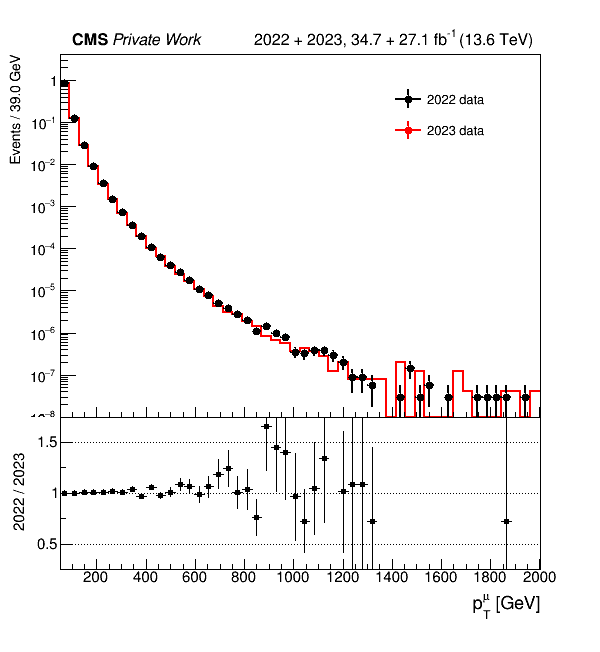 CMS Private Work 2022 + 2023, 34.7 + 27.1 fb⁻¹ (13.6 TeV)
Events / 39.0 GeV
1
10⁻¹
10⁻²
10⁻³
10⁻⁴
10⁻⁵
10⁻⁶
10⁻⁷
10⁻⁸
2022 data
2023 data
2022 / 2023
1.5
1
0.5
200 400 600 800 1000 1200 1400 1600 1800 2000
p_T^μ [GeV]